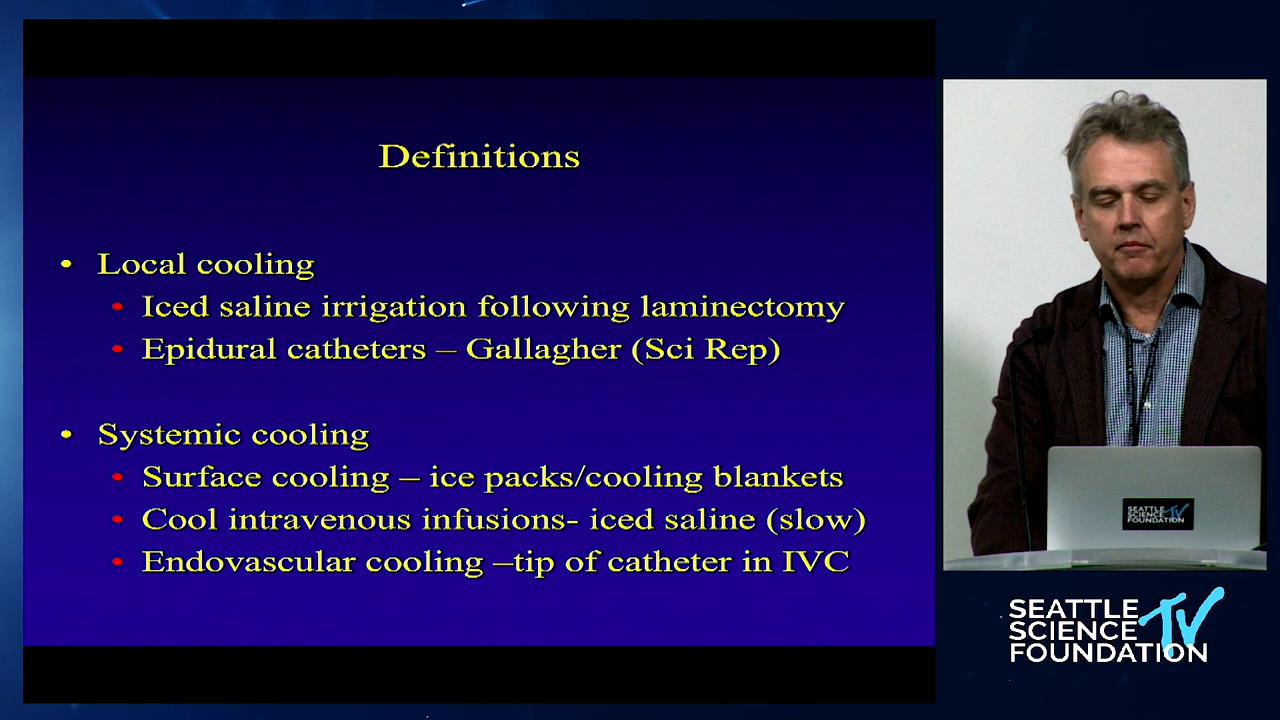 Definitions
• Local cooling
• Iced saline irrigation following laminectomy
• Epidural catheters – Gallagher (Sci Rep)
• Systemic cooling
• Surface cooling – ice packs/cooling blankets
• Cool intravenous infusions- iced saline (slow)
• Endovascular cooling –tip of catheter in IVC
SEATTLE
SCIENCE
FOUNDATION
TV
SEATTLE
SCIENCE
FOUNDATION
TV